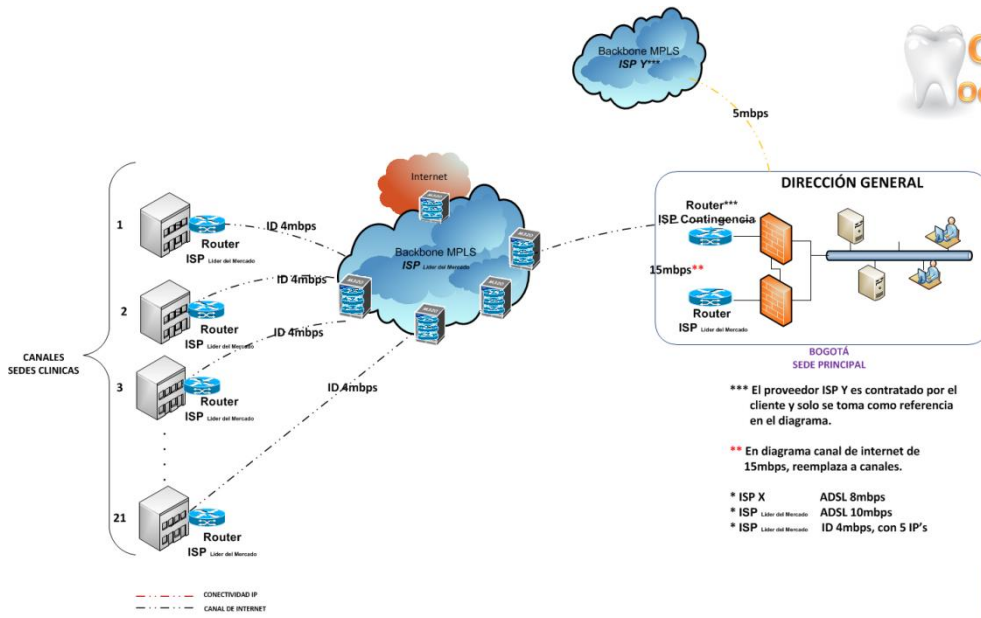 Backbone MPLS
ISP Y***
5mbps
Internet
Backbone MPLS
ISP Lider del Mercado
M320
M320
M320
M320
M320
CANALES
SEDES CLINICAS
1
Router
ISP Lider del Mercado
ID 4mbps
2
Router
ISP Lider del Mercado
ID 4mbps
3
Router
ISP Lider del Mercado
ID 4mbps
21
Router
ISP Lider del Mercado
ID 4mbps
DIRECCIÓN GENERAL
Router***
ISP Contingencia
15mbps**
Router
ISP Lider del Mercado
BOGOTÁ
SEDE PRINCIPAL
*** El proveedor ISP Y es contratado por el
cliente y solo se toma como referencia
en el diagrama.
** En diagrama canal de internet de
15mbps, reemplaza a canales.
* ISP X ADSL 8mbps
* ISP Lider del Mercado ADSL 10mbps
* ISP Lider del Mercado ID 4mbps, con 5 IP's
CONECTIVIDAD IP
CANAL DE INTERNET